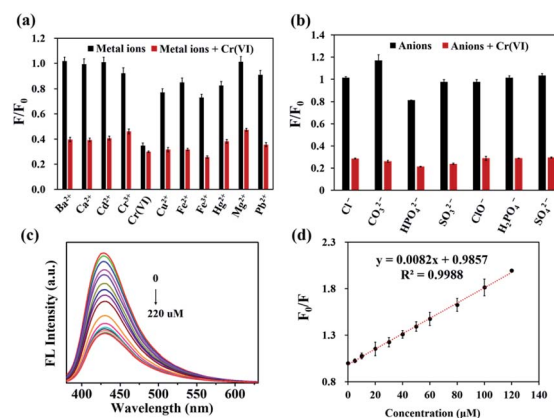 (a)
Metal ions Metal ions + Cr(VI)
F/F₀
1.2
1.0
0.8
0.6
0.4
0.2
0.0
Ba²⁺ Ca²⁺ Cd²⁺ Cr³⁺ Cr(VI) Cu²⁺ Fe²⁺ Fe³⁺ Hg²⁺ Mg²⁺ Pb²⁺
(b)
Anions Anions + Cr(VI)
F/F₀
1.4
1.2
1
0.8
0.6
0.4
0.2
0
Cl⁻ CO₃²⁻ HPO₄²⁻ SO₃²⁻ ClO⁻ H₂PO₄⁻ SO₄²⁻
(c)
FL Intensity (a.u.)
0
220 uM
400 450 500 550 600
Wavelength (nm)
(d)
F₀/F
y = 0.0082x + 0.9857
R² = 0.9988
2.0
1.8
1.3
0.8
0 20 40 60 80 100 120 140
Concentration (μM)